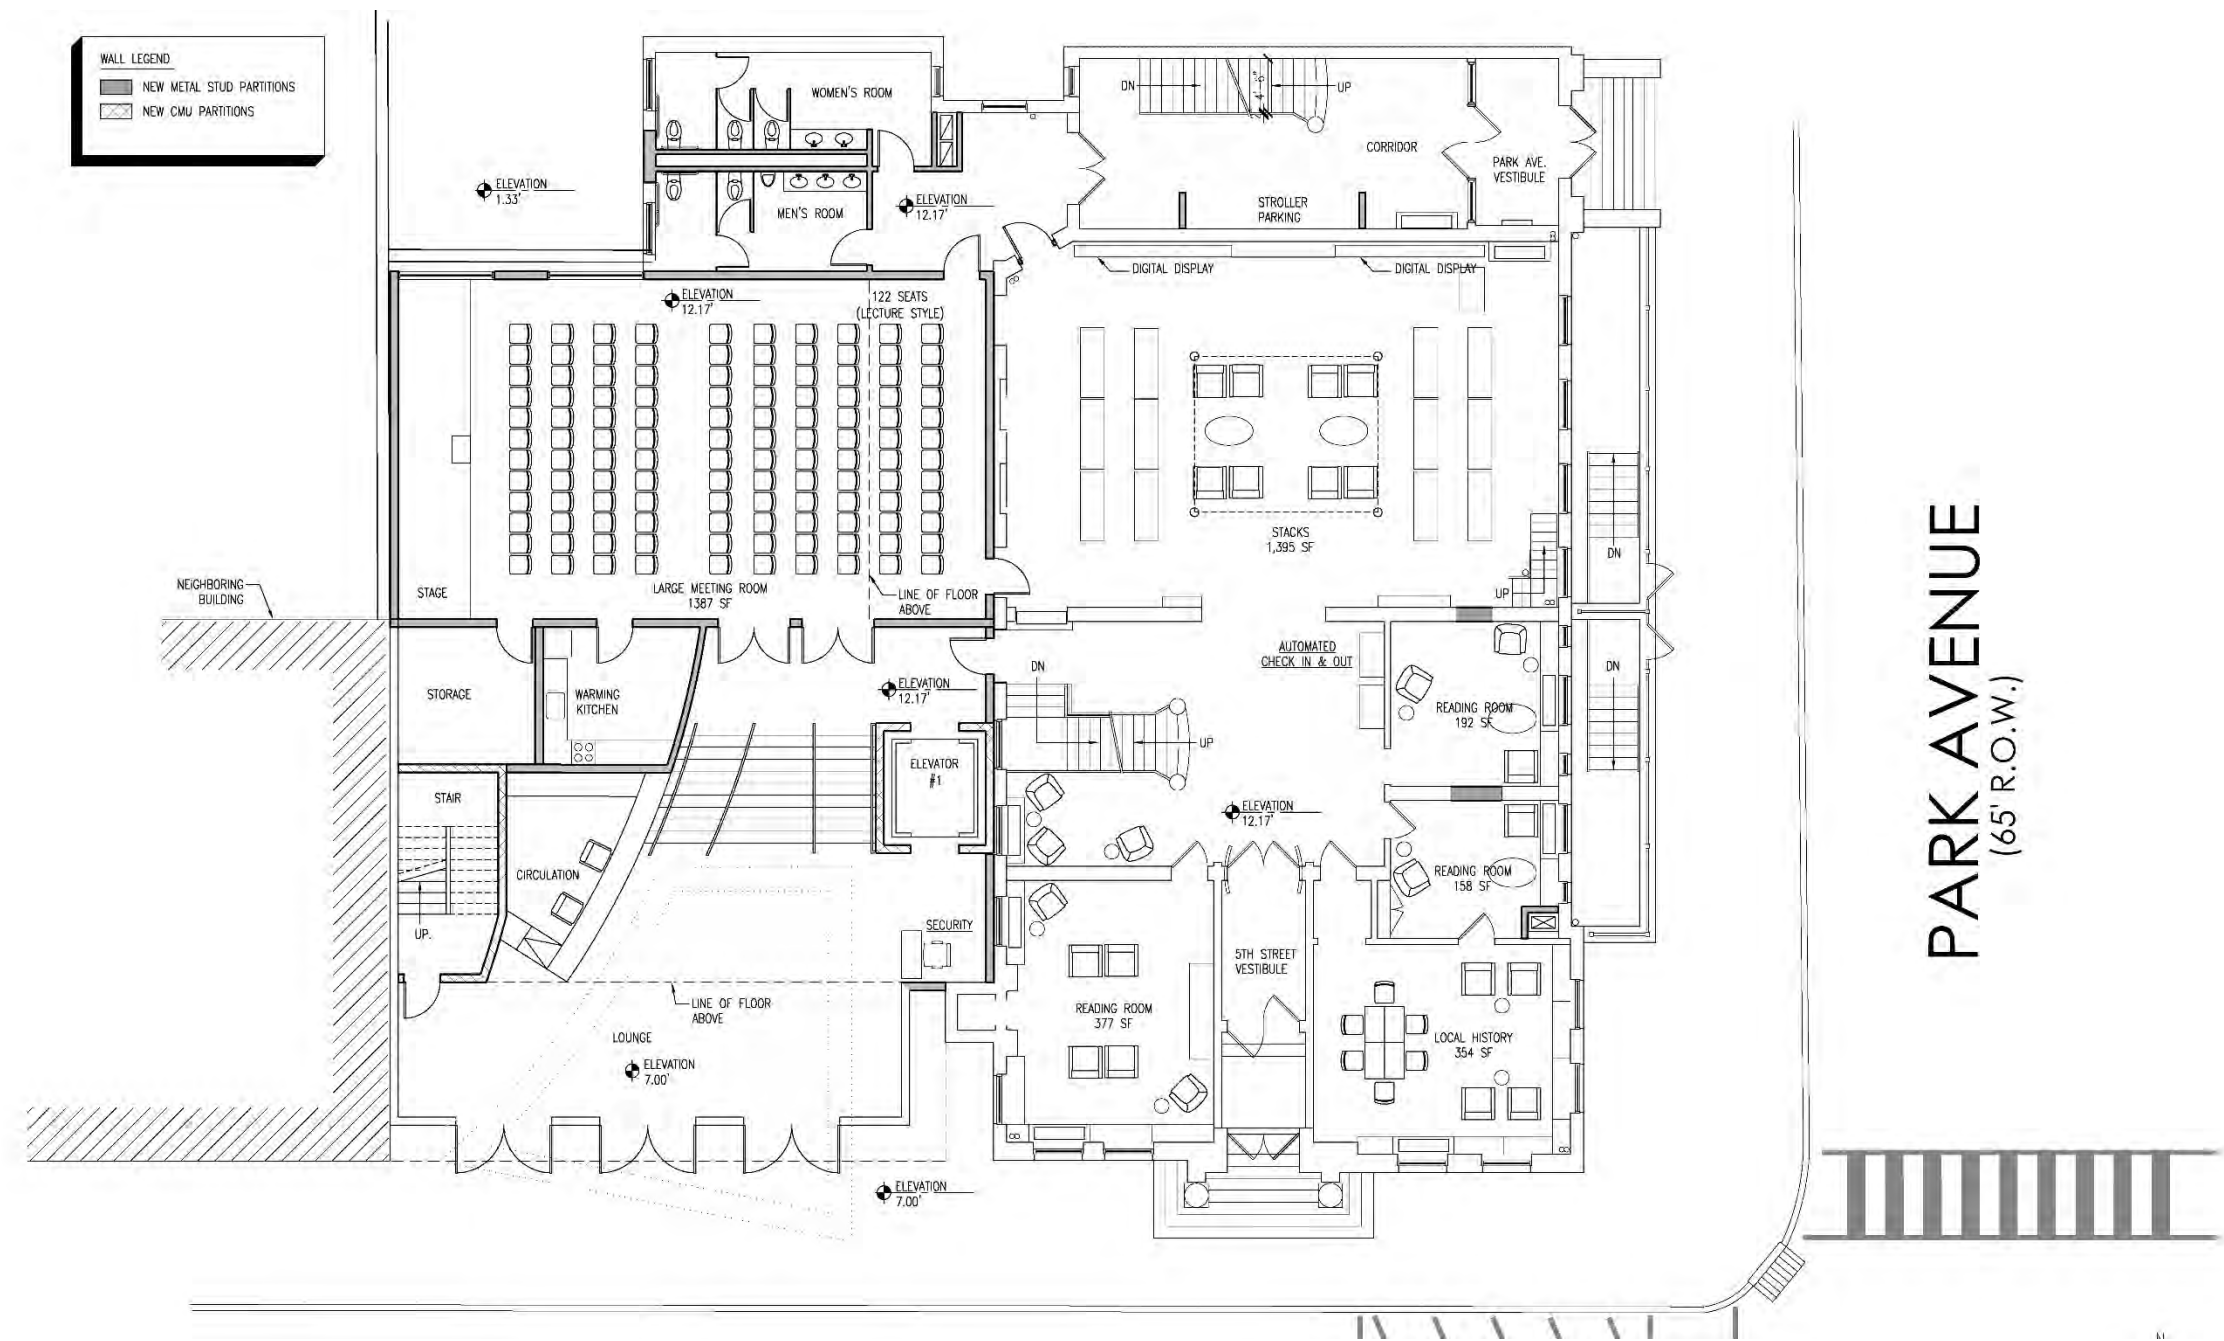 WALL LEGEND
NEW METAL STUD PARTITIONS
NEW CMU PARTITIONS
WOMEN'S ROOM
DN
4'-6"
UP
CORRIDOR
PARK AVE.
VESTIBULE
ELEVATION
1.33'
ELEVATION
12.17'
MEN'S ROOM
STROLLER
PARKING
DIGITAL DISPLAY
DIGITAL DISPLAY
ELEVATION
12.17'
122 SEATS
(LECTURE STYLE)
STACKS
1,395 SF
DN
NEIGHBORING
BUILDING
STAGE
LARGE MEETING ROOM
1387 SF
LINE OF FLOOR
ABOVE
UP
AUTOMATED
CHECK IN & OUT
DN
DN
STORAGE
WARMING
KITCHEN
ELEVATION
12.17'
READING ROOM
192 SF
UP
ELEVATOR
#1
STAIR
ELEVATION
12.17'
CIRCULATION
READING ROOM
158 SF
UP.
SECURITY
5TH STREET
VESTIBULE
LINE OF FLOOR
ABOVE
READING ROOM
377 SF
LOUNGE
LOCAL HISTORY
354 SF
ELEVATION
7.00'
ELEVATION
7.00'
PARK AVENUE
(65' R.O.W.)
N